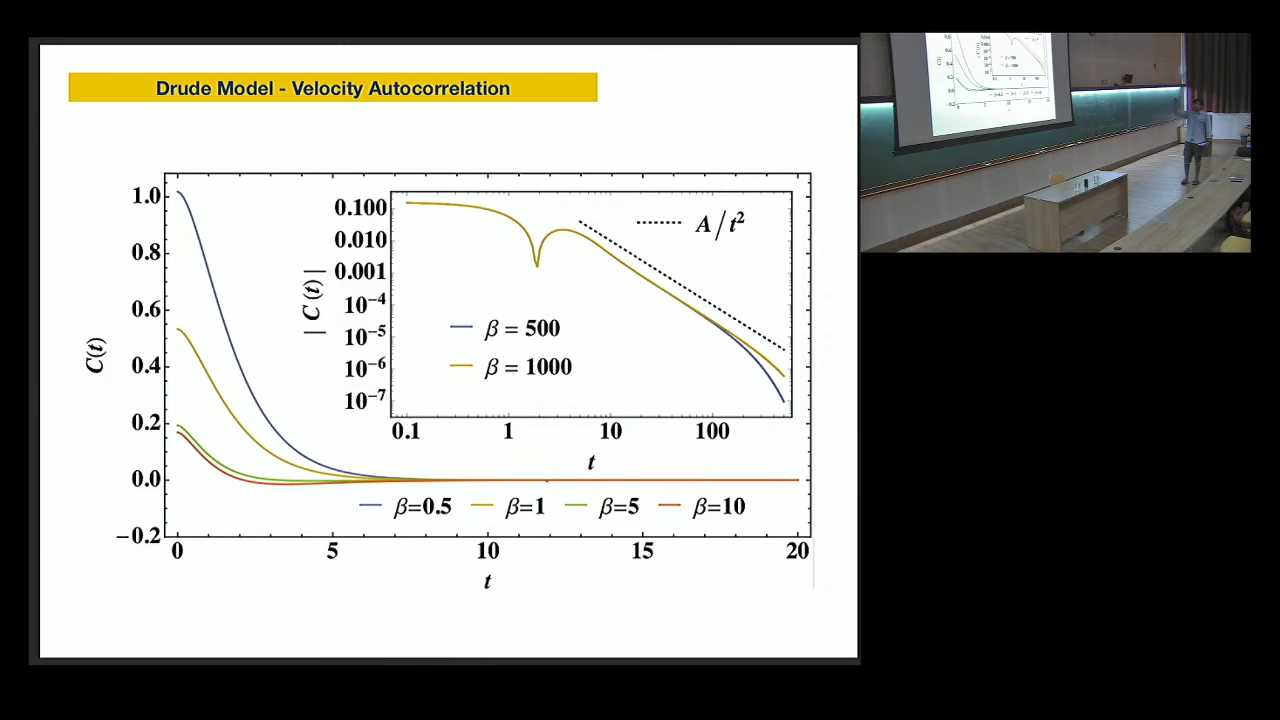 Drude Model - Velocity Autocorrelation
1.0
0.8
0.6
0.4
0.2
0.0
−0.2
C(t)
0 5 10 15 20
t
β=0.5 β=1 β=5 β=10
0.100
0.010
0.001
10⁻⁴
10⁻⁵
10⁻⁶
10⁻⁷
| C (t) |
A/t²
β = 500
β = 1000
0.1 1 10 100
t